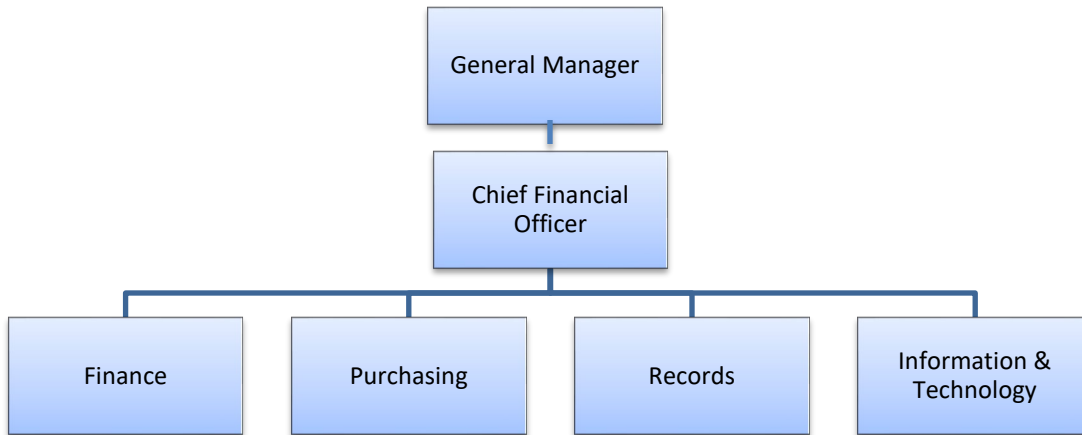 General Manager
Chief Financial
Officer
Finance
Purchasing
Records
Information &
Technology